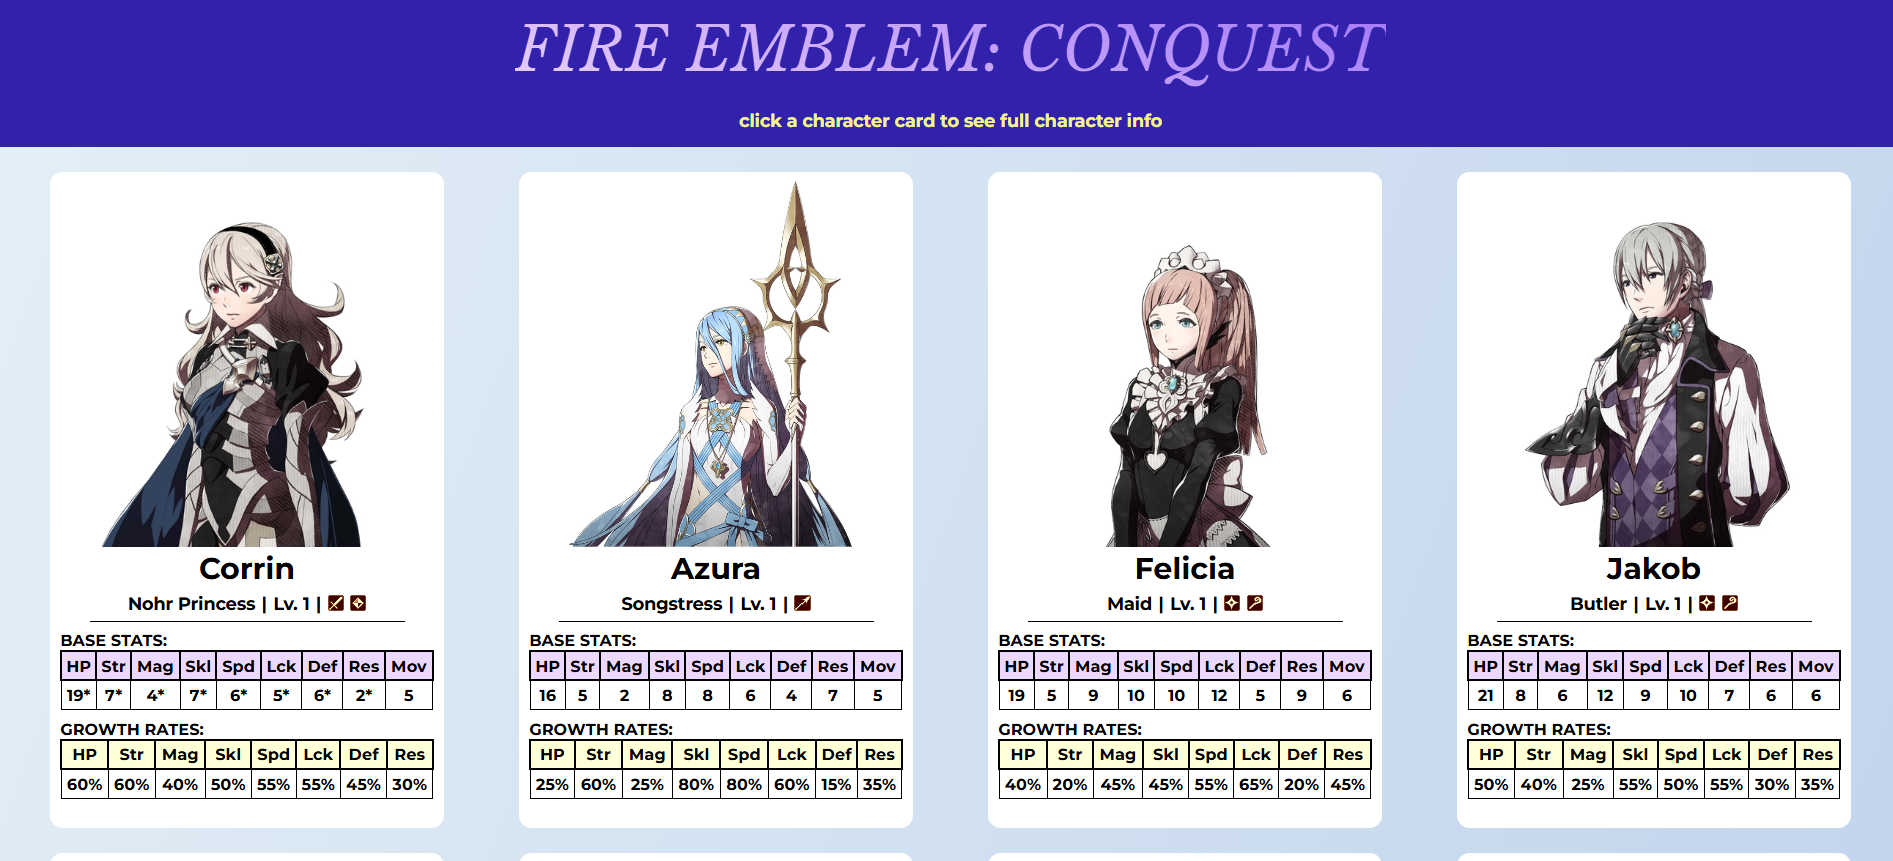 FIRE EMBLEM: CONQUEST
click a character card to see full character info
Corrin
Nohr Princess | Lv. 1 |
BASE STATS:
HP Str Mag Skl Spd Lck Def Res Mov
19* 7* 4* 7* 6* 5* 6* 2* 5
GROWTH RATES:
HP Str Mag Skl Spd Lck Def Res
60% 60% 40% 50% 55% 55% 45% 30%
Azura
Songstress | Lv. 1 |
BASE STATS:
HP Str Mag Skl Spd Lck Def Res Mov
16 5 2 8 8 6 4 7 5
GROWTH RATES:
HP Str Mag Skl Spd Lck Def Res
25% 60% 25% 80% 80% 60% 15% 35%
Felicia
Maid | Lv. 1 |
BASE STATS:
HP Str Mag Skl Spd Lck Def Res Mov
19 5 9 10 10 12 5 9 6
GROWTH RATES:
HP Str Mag Skl Spd Lck Def Res
40% 20% 45% 45% 55% 65% 20% 45%
Jakob
Butler | Lv. 1 |
BASE STATS:
HP Str Mag Skl Spd Lck Def Res Mov
21 8 6 12 9 10 7 6 6
GROWTH RATES:
HP Str Mag Skl Spd Lck Def Res
50% 40% 25% 55% 50% 55% 30% 35%